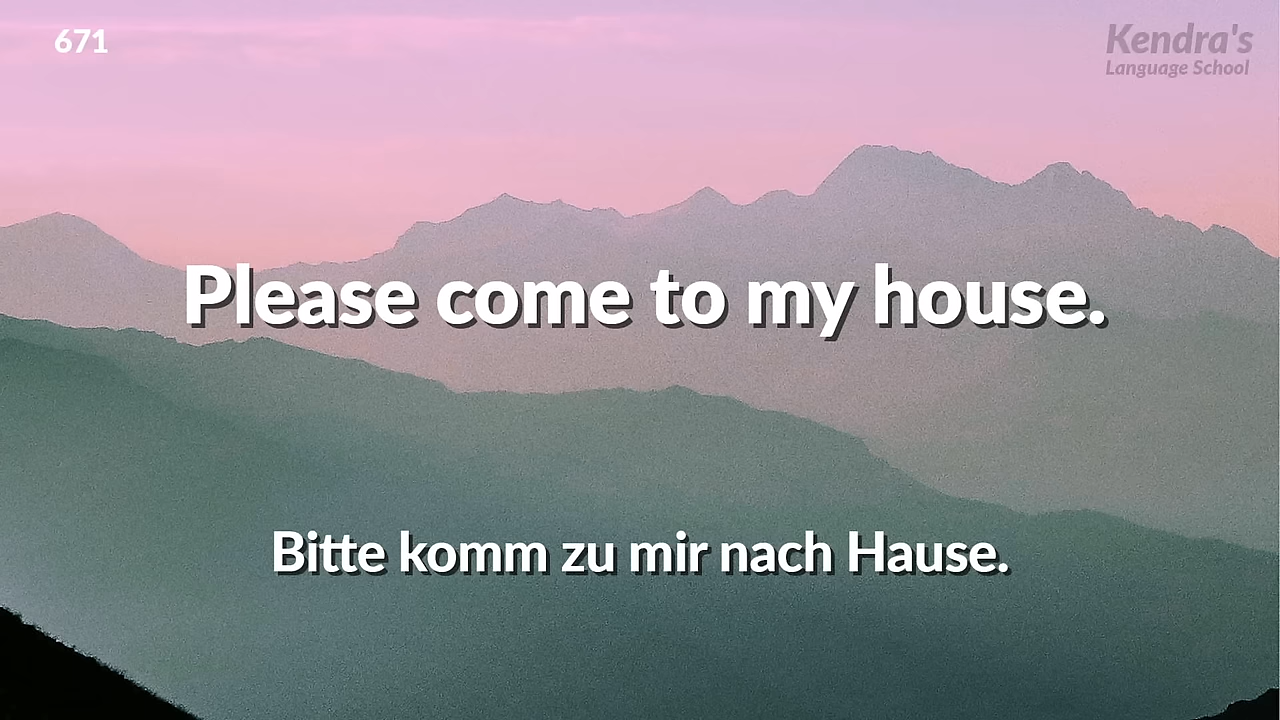 671
Kendra's
Language School
Please come to my house.
Bitte komm zu mir nach Hause.